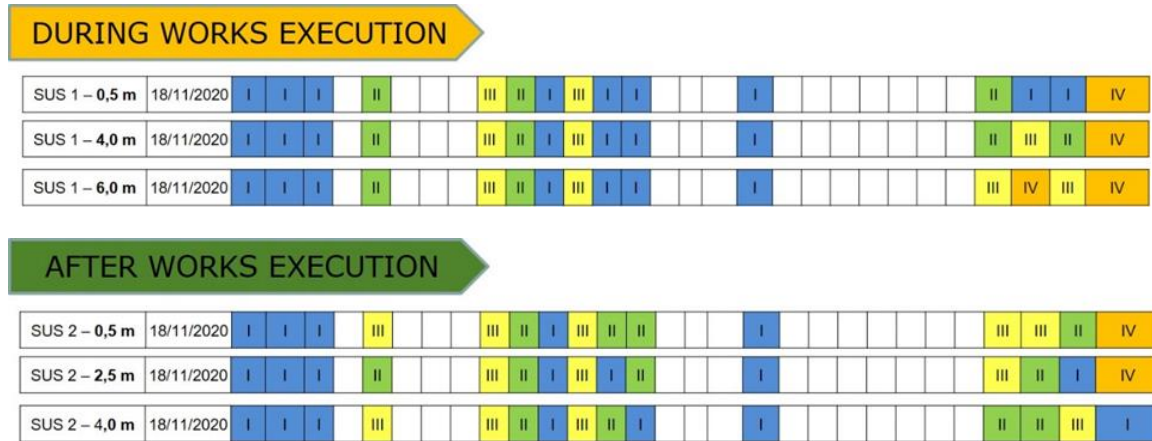 DURING WORKS EXECUTION
SUS 1 – 0,5 m 18/11/2020 I I I II III II I III I I I II I I IV
SUS 1 – 4,0 m 18/11/2020 I I I II III II I III I I I II III II IV
SUS 1 – 6,0 m 18/11/2020 I I I II III II I III I I I III IV III IV
AFTER WORKS EXECUTION
SUS 2 – 0,5 m 18/11/2020 I I I III III II I III II II I III III II IV
SUS 2 – 2,5 m 18/11/2020 I I I II III II I III I II I III II I IV
SUS 2 – 4,0 m 18/11/2020 I I I III III II I III II I I II II III I